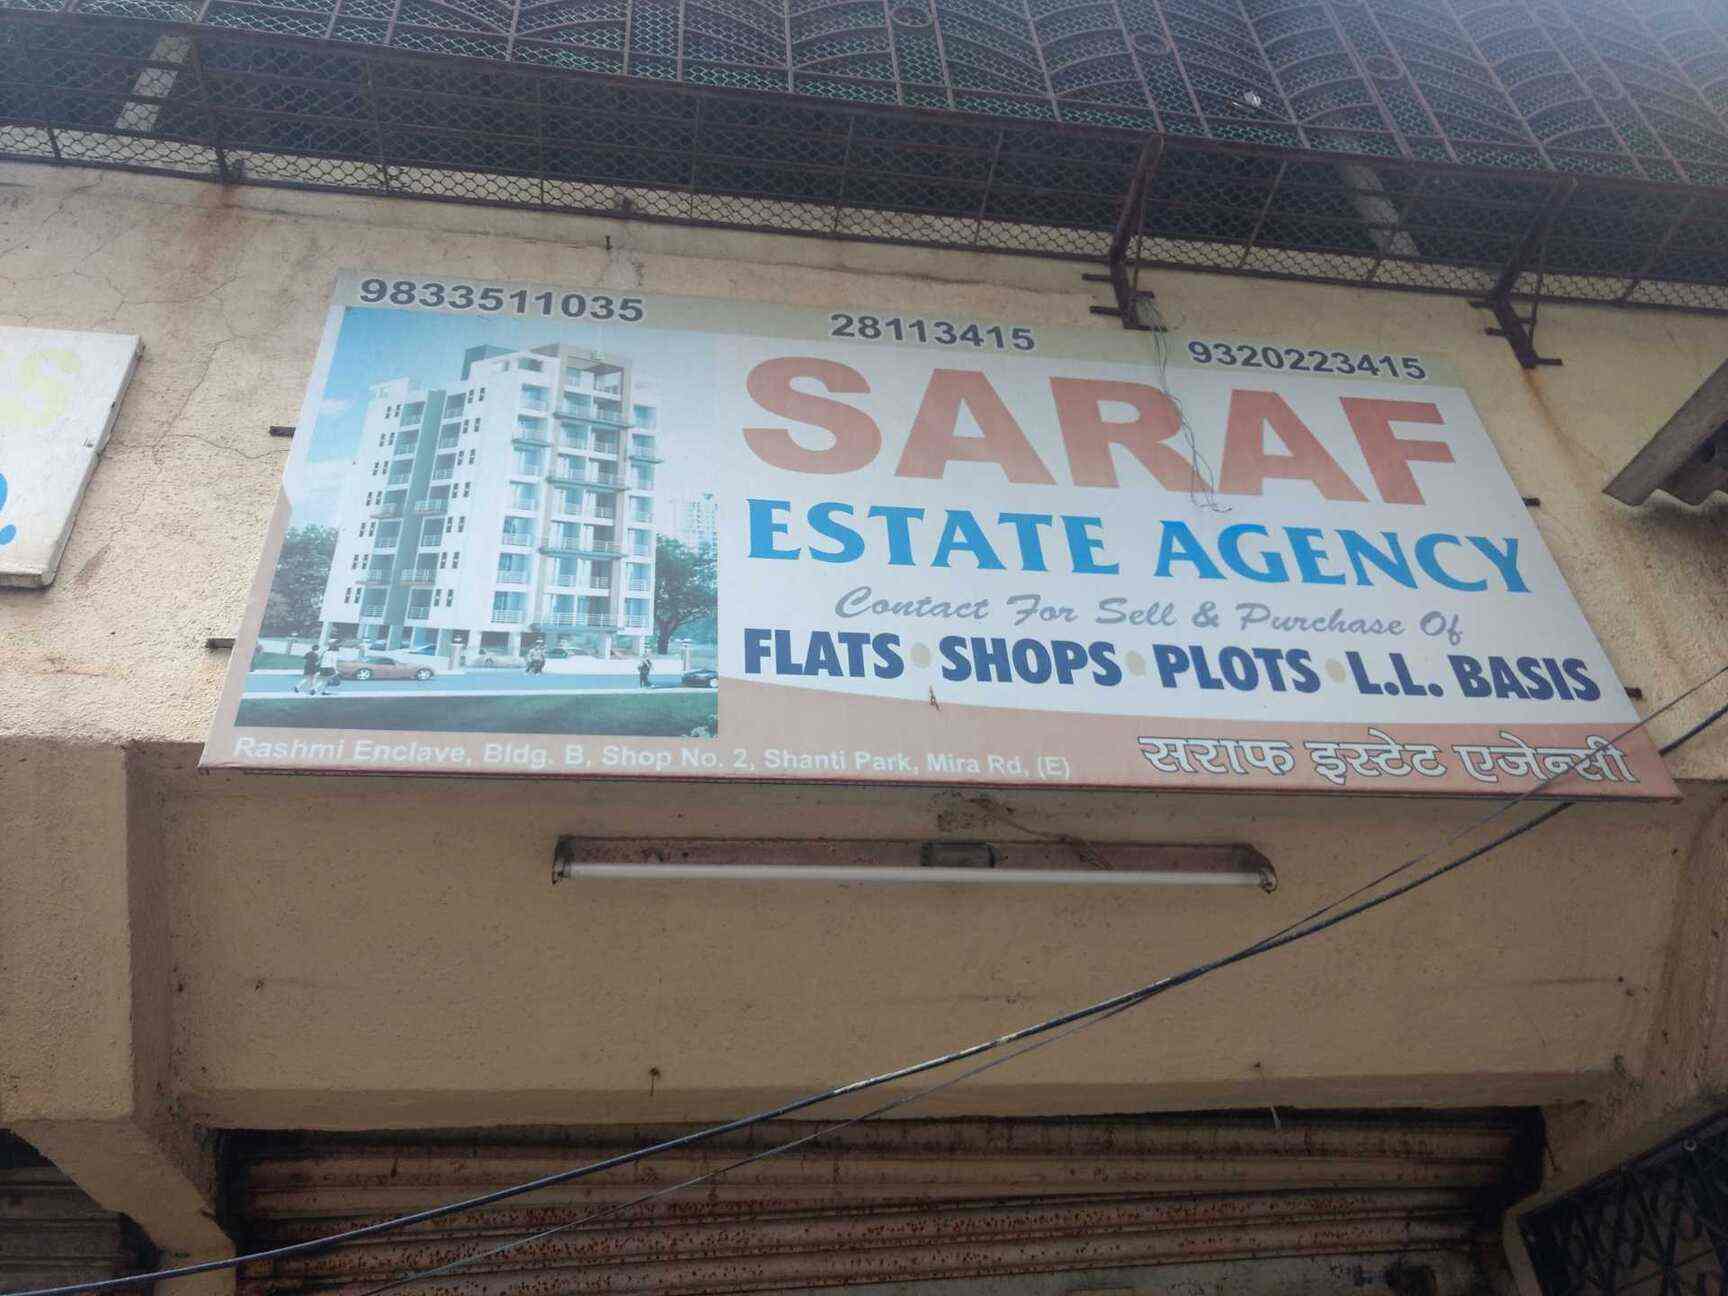 9833511035 28113415 9320223415
SARAF
ESTATE AGENCY
Contact For Sell & Purchase Of
FLATS • SHOPS • PLOTS • L.L. BASIS
Rashmi Enclave, Bldg. B, Shop No. 2, Shanti Park, Mira Rd, (E)
सराफ इस्टेट एजेन्सी